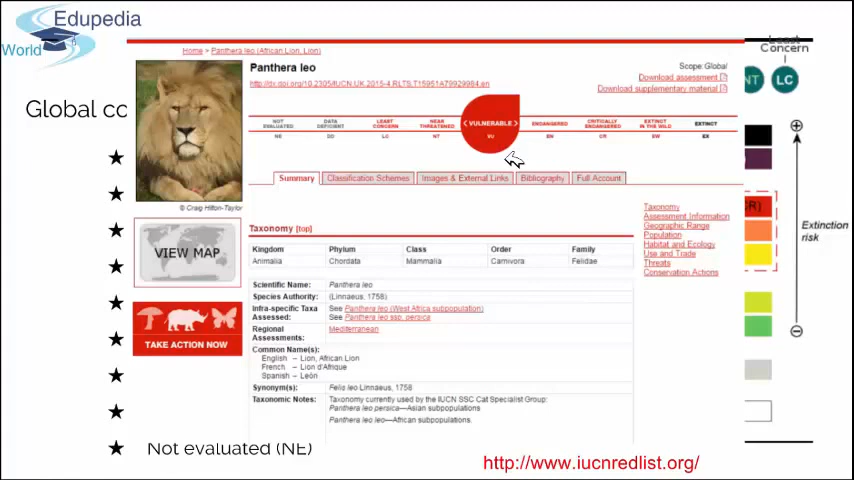 Edupedia
World
Least
Concern
Home > Panthera leo (African Lion, Lion)
Panthera leo
Scope: Global
http://dx.doi.org/10.2305/IUCN.UK.2015-4.RLTS.T15951A79929984.en
Download assessment
Download supplementary material
NT
LC
Global co
NOT EVALUATED
DATA DEFICIENT
LEAST CONCERN
NEAR THREATENED
< VULNERABLE >
ENDANGERED
CRITICALLY ENDANGERED
EXTINCT IN THE WILD
EXTINCT
NE
DD
LC
NT
VU
EN
CR
EW
EX
Summary
Classification Schemes
Images & External Links
Bibliography
Full Account
© Craig Hilton-Taylor
Taxonomy
Assessment Information
Geographic Range
Population
Habitat and Ecology
Use and Trade
Threats
Conservation Actions
CR)
Extinction
risk
VIEW MAP
TAKE ACTION NOW
Taxonomy [top]
Kingdom Phylum Class Order Family
Animalia Chordata Mammalia Carnivora Felidae
Scientific Name: Panthera leo
Species Authority: (Linnaeus, 1758)
Infra-specific Taxa See Panthera leo (West Africa subpopulation)
Assessed: See Panthera leo ssp. persica
Regional Mediterranean
Assessments:
Common Name(s):
English – Lion, African Lion
French – Lion d'Afrique
Spanish – León
Synonym(s): Felis leo Linnaeus, 1758
Taxonomic Notes: Taxonomy currently used by the IUCN SSC Cat Specialist Group:
Panthera leo persica—Asian subpopulations
Panthera leo leo—African subpopulations.
Not evaluated (NE)
http://www.iucnredlist.org/